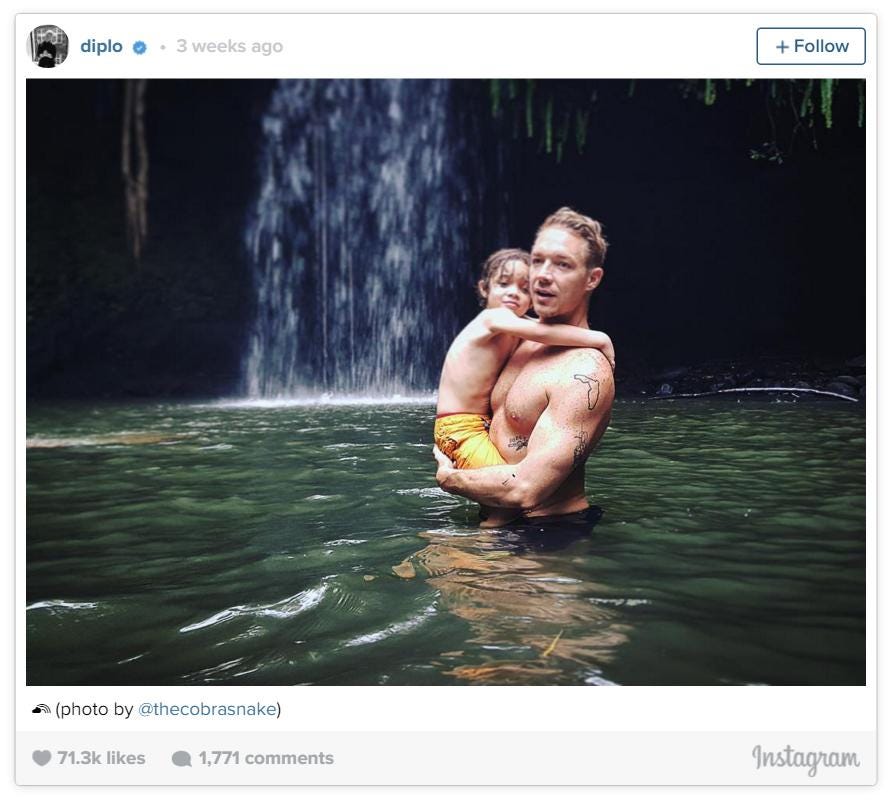 diplo • 3 weeks ago
+ Follow
(photo by @thecobrasnake)
71.3k likes 1,771 comments
Instagram